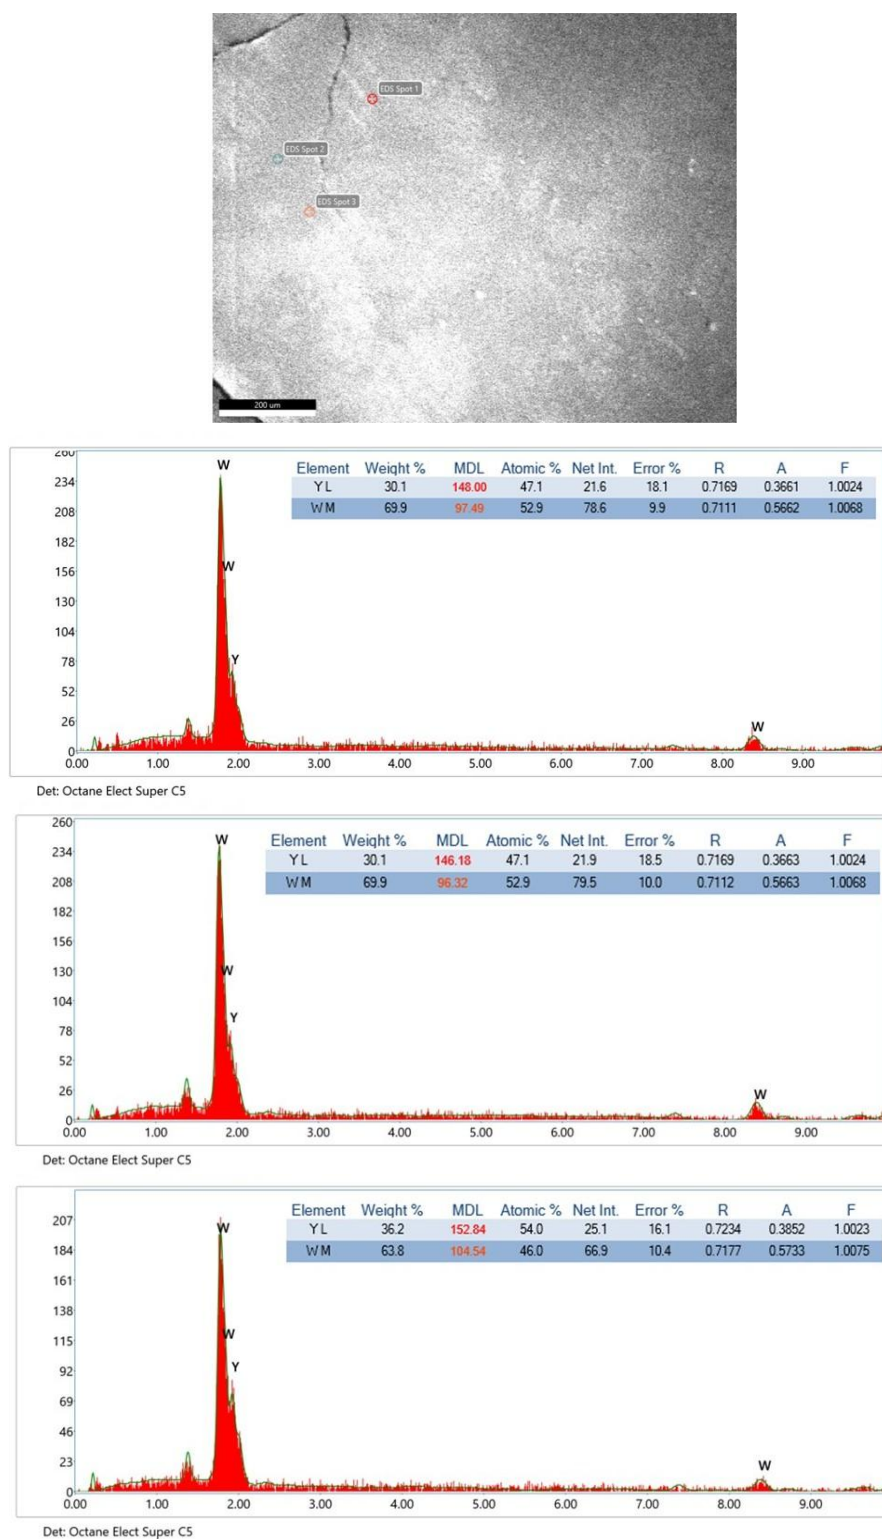 EDS Spot 1
EDS Spot 2
EDS Spot 3
200 um
260
234
208
182
156
130
104
78
52
26
0
W
W
Y
W
Element Weight % MDL Atomic % Net Int. Error % R A F
Y L 30.1 148.00 47.1 21.6 18.1 0.7169 0.3661 1.0024
W M 69.9 97.49 52.9 78.6 9.9 0.7111 0.5662 1.0068
0.00 1.00 2.00 3.00 4.00 5.00 6.00 7.00 8.00 9.00
Det: Octane Elect Super C5
260
234
208
182
156
130
104
78
52
26
0
W
W
Y
W
Element Weight % MDL Atomic % Net Int. Error % R A F
Y L 30.1 146.18 47.1 21.9 18.5 0.7169 0.3663 1.0024
W M 69.9 96.32 52.9 79.5 10.0 0.7112 0.5663 1.0068
0.00 1.00 2.00 3.00 4.00 5.00 6.00 7.00 8.00 9.00
Det: Octane Elect Super C5
207
184
161
138
115
92
69
46
23
0
W
W
Y
W
Element Weight % MDL Atomic % Net Int. Error % R A F
Y L 36.2 152.84 54.0 25.1 16.1 0.7234 0.3852 1.0023
W M 63.8 104.54 46.0 66.9 10.4 0.7177 0.5733 1.0075
0.00 1.00 2.00 3.00 4.00 5.00 6.00 7.00 8.00 9.00
Det: Octane Elect Super C5